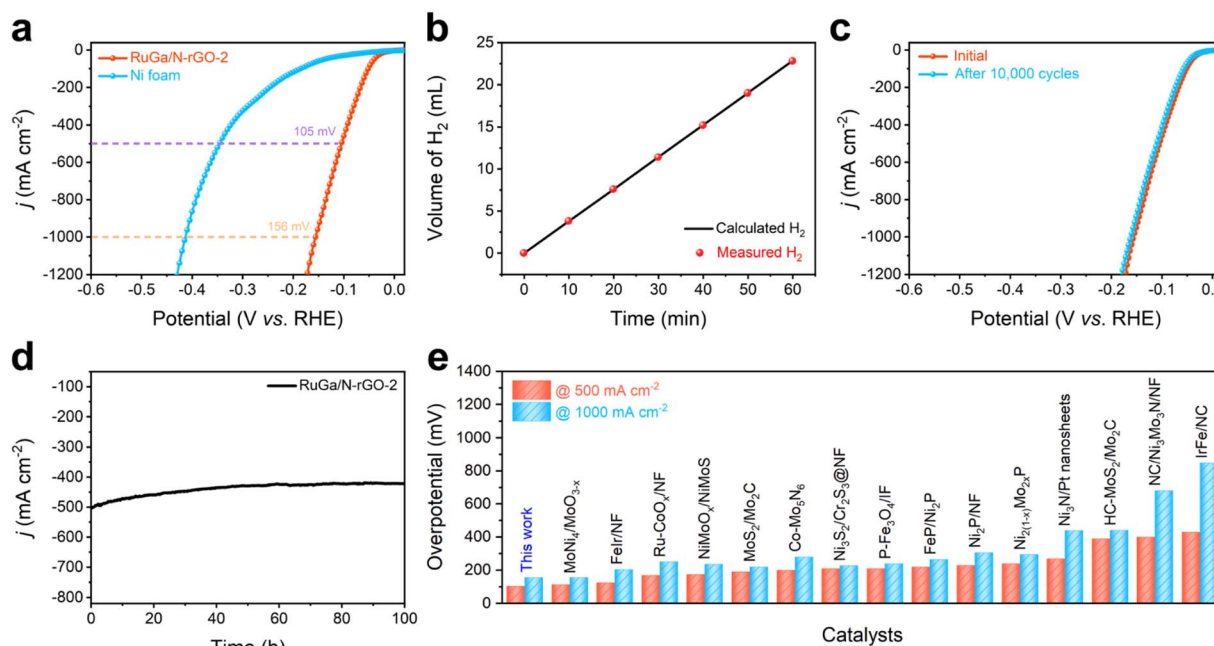 a
0
-200
-400
-600
-800
-1000
-1200
-0.6
-0.5
-0.4
-0.3
-0.2
-0.1
0.0
j (mA cm⁻²)
Potential (V vs. RHE)
RuGa/N-rGO-2
Ni foam
105 mV
156 mV
b
25
20
15
10
5
0
0
10
20
30
40
50
60
Volume of H₂ (mL)
Time (min)
Calculated H₂
Measured H₂
c
0
-200
-400
-600
-800
-1000
-1200
-0.6
-0.5
-0.4
-0.3
-0.2
-0.1
0.0
j (mA cm⁻²)
Potential (V vs. RHE)
Initial
After 10,000 cycles
d
-100
-200
-300
-400
-500
-600
-700
-800
0
20
40
60
80
100
j (mA cm⁻²)
RuGa/N-rGO-2
Time (h)
e
1400
1200
1000
800
600
400
200
0
Overpotential (mV)
@ 500 mA cm⁻²
@ 1000 mA cm⁻²
This work
MoNi₄/MoO₃₋ₓ
FeIr/NF
Ru-CoOₓ/NF
NiMoOₓ/NiMoS
MoS₂/Mo₂C
Co-Mo₅N₆
Ni₃S₂/Cr₂S₃@NF
P-Fe₃O₄/IF
FeP/Ni₂P
Ni₂P/NF
Ni₂₍₁₋ₓ₎Mo₂ₓP
Ni₃N/Pt nanosheets
HC-MoS₂/Mo₂C
NC/Ni₃Mo₃N/NF
IrFe/NC
Catalysts